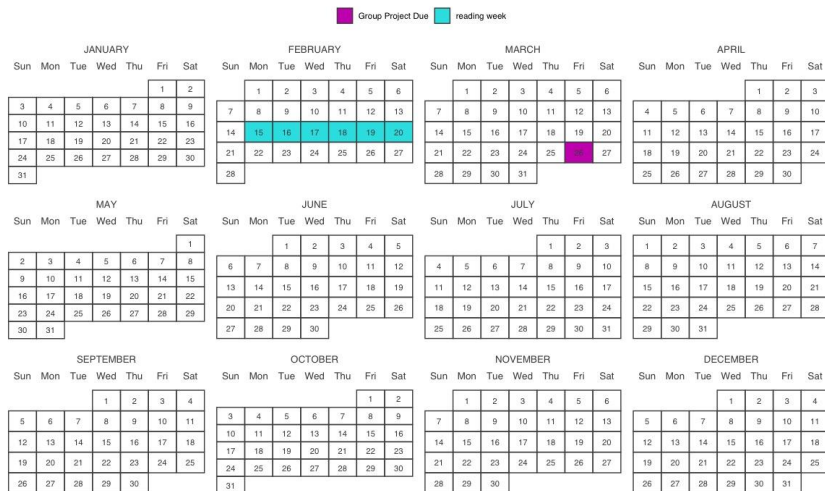 Group Project Due reading week
JANUARY FEBRUARY MARCH APRIL
Sun Mon Tue Wed Thu Fri Sat Sun Mon Tue Wed Thu Fri Sat Sun Mon Tue Wed Thu Fri Sat Sun Mon Tue Wed Thu Fri Sat
1 2 1 2 3 4 5 6 1 2 3 4 5 6 1 2 3
3 4 5 6 7 8 9 7 8 9 10 11 12 13 7 8 9 10 11 12 13 4 5 6 7 8 9 10
10 11 12 13 14 15 16 14 15 16 17 18 19 20 14 15 16 17 18 19 20 11 12 13 14 15 16 17
17 18 19 20 21 22 23 21 22 23 24 25 26 27 21 22 23 24 25 26 27 18 19 20 21 22 23 24
24 25 26 27 28 29 30 28 28 29 30 31 25 26 27 28 29 30
31
MAY JUNE JULY AUGUST
Sun Mon Tue Wed Thu Fri Sat Sun Mon Tue Wed Thu Fri Sat Sun Mon Tue Wed Thu Fri Sat Sun Mon Tue Wed Thu Fri Sat
1 1 2 3 4 5 1 2 3 1 2 3 4 5 6 7
2 3 4 5 6 7 8 6 7 8 9 10 11 12 4 5 6 7 8 9 10 8 9 10 11 12 13 14
9 10 11 12 13 14 15 13 14 15 16 17 18 19 11 12 13 14 15 16 17 15 16 17 18 19 20 21
16 17 18 19 20 21 22 20 21 22 23 24 25 26 18 19 20 21 22 23 24 22 23 24 25 26 27 28
23 24 25 26 27 28 29 27 28 29 30 25 26 27 28 29 30 31 29 30 31
30 31
SEPTEMBER OCTOBER NOVEMBER DECEMBER
Sun Mon Tue Wed Thu Fri Sat Sun Mon Tue Wed Thu Fri Sat Sun Mon Tue Wed Thu Fri Sat Sun Mon Tue Wed Thu Fri Sat
1 2 3 4 1 2 1 2 3 4 5 6 1 2 3 4
5 6 7 8 9 10 11 3 4 5 6 7 8 9 7 8 9 10 11 12 13 5 6 7 8 9 10 11
12 13 14 15 16 17 18 10 11 12 13 14 15 16 14 15 16 17 18 19 20 12 13 14 15 16 17 18
19 20 21 22 23 24 25 17 18 19 20 21 22 23 21 22 23 24 25 26 27 19 20 21 22 23 24 25
26 27 28 29 30 24 25 26 27 28 29 30 28 29 30 26 27 28 29 30 31
31